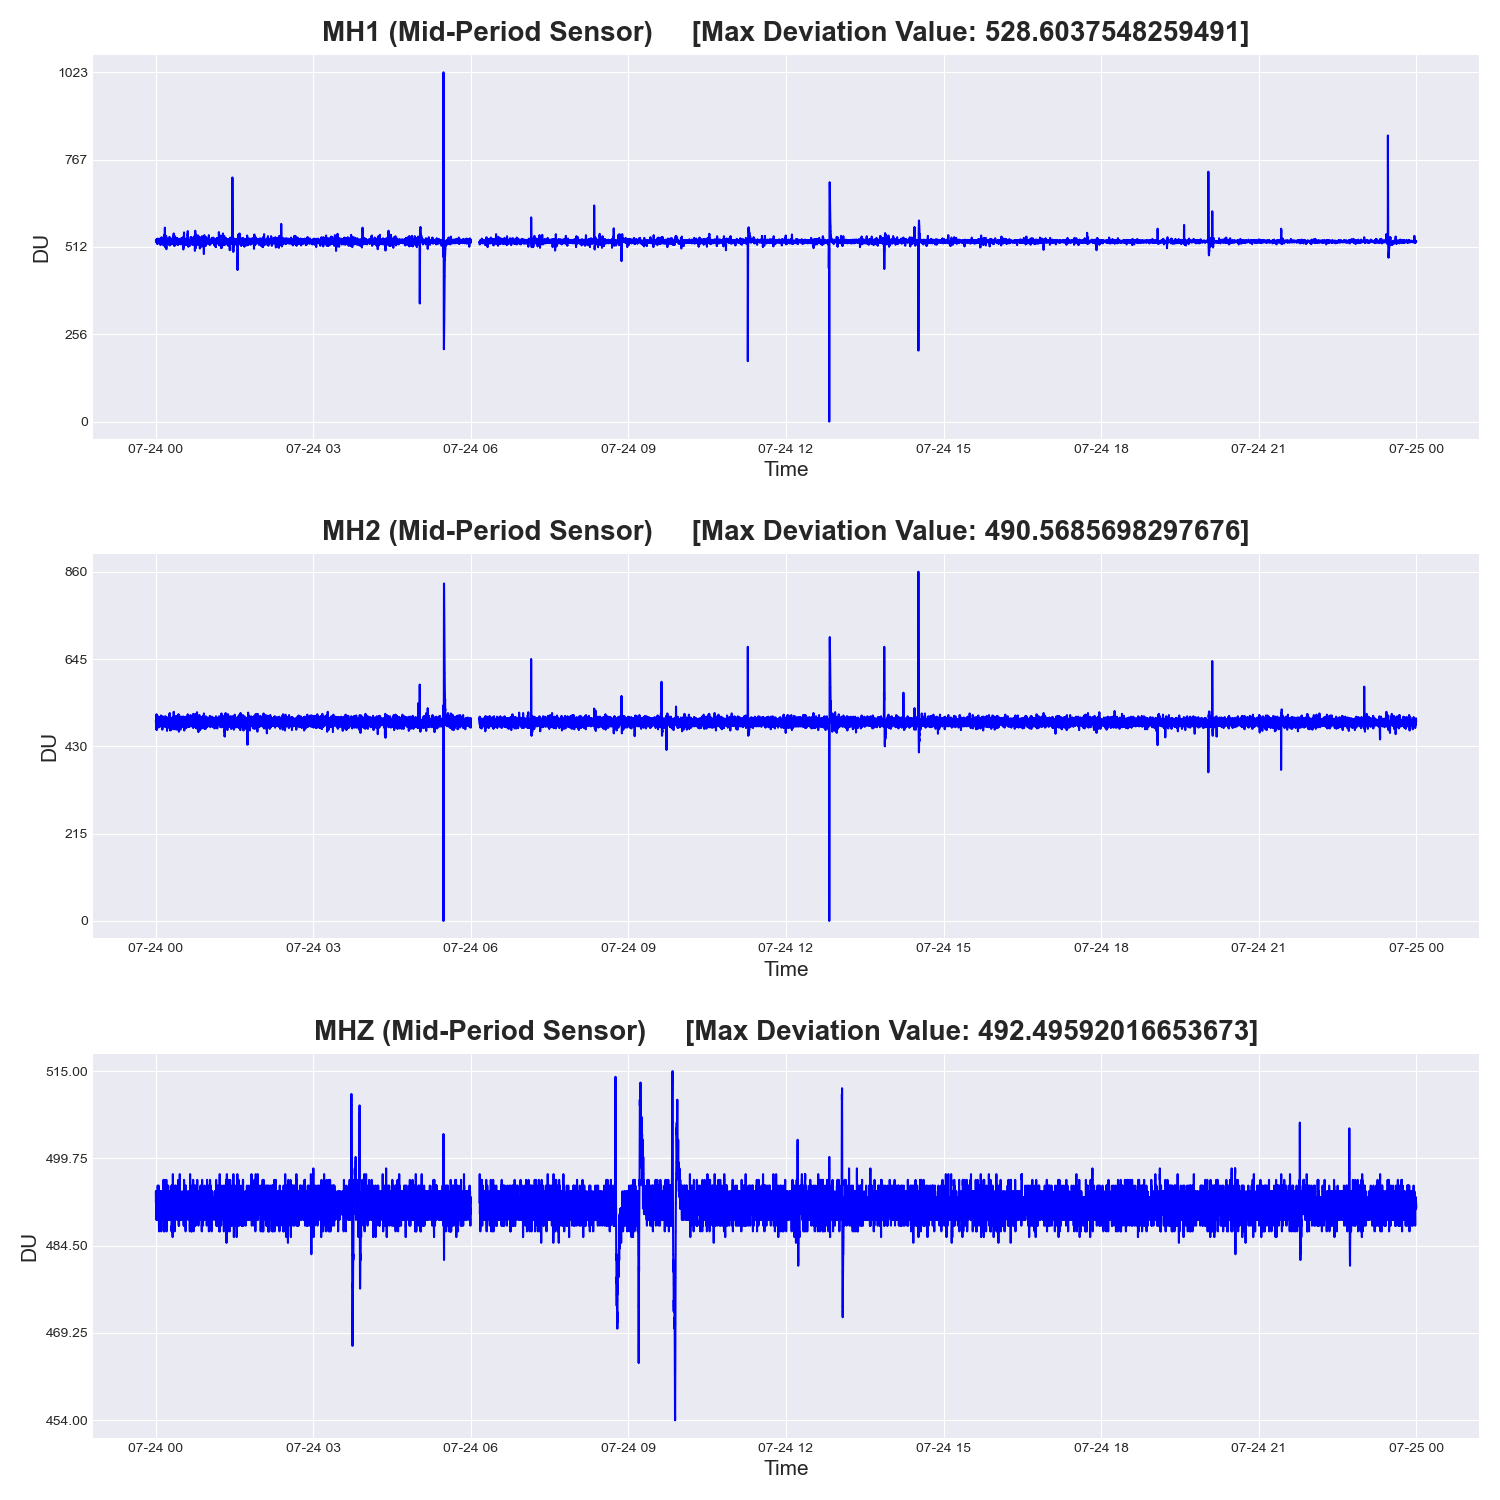 MH1 (Mid-Period Sensor) [Max Deviation Value: 528.6037548259491]
1023
767
512
256
0
DU
07-24 00 07-24 03 07-24 06 07-24 09 07-24 12 07-24 15 07-24 18 07-24 21 07-25 00
Time
MH2 (Mid-Period Sensor) [Max Deviation Value: 490.5685698297676]
860
645
430
215
0
DU
07-24 00 07-24 03 07-24 06 07-24 09 07-24 12 07-24 15 07-24 18 07-24 21 07-25 00
Time
MHZ (Mid-Period Sensor) [Max Deviation Value: 492.49592016653673]
515.00
499.75
484.50
469.25
454.00
DU
07-24 00 07-24 03 07-24 06 07-24 09 07-24 12 07-24 15 07-24 18 07-24 21 07-25 00
Time